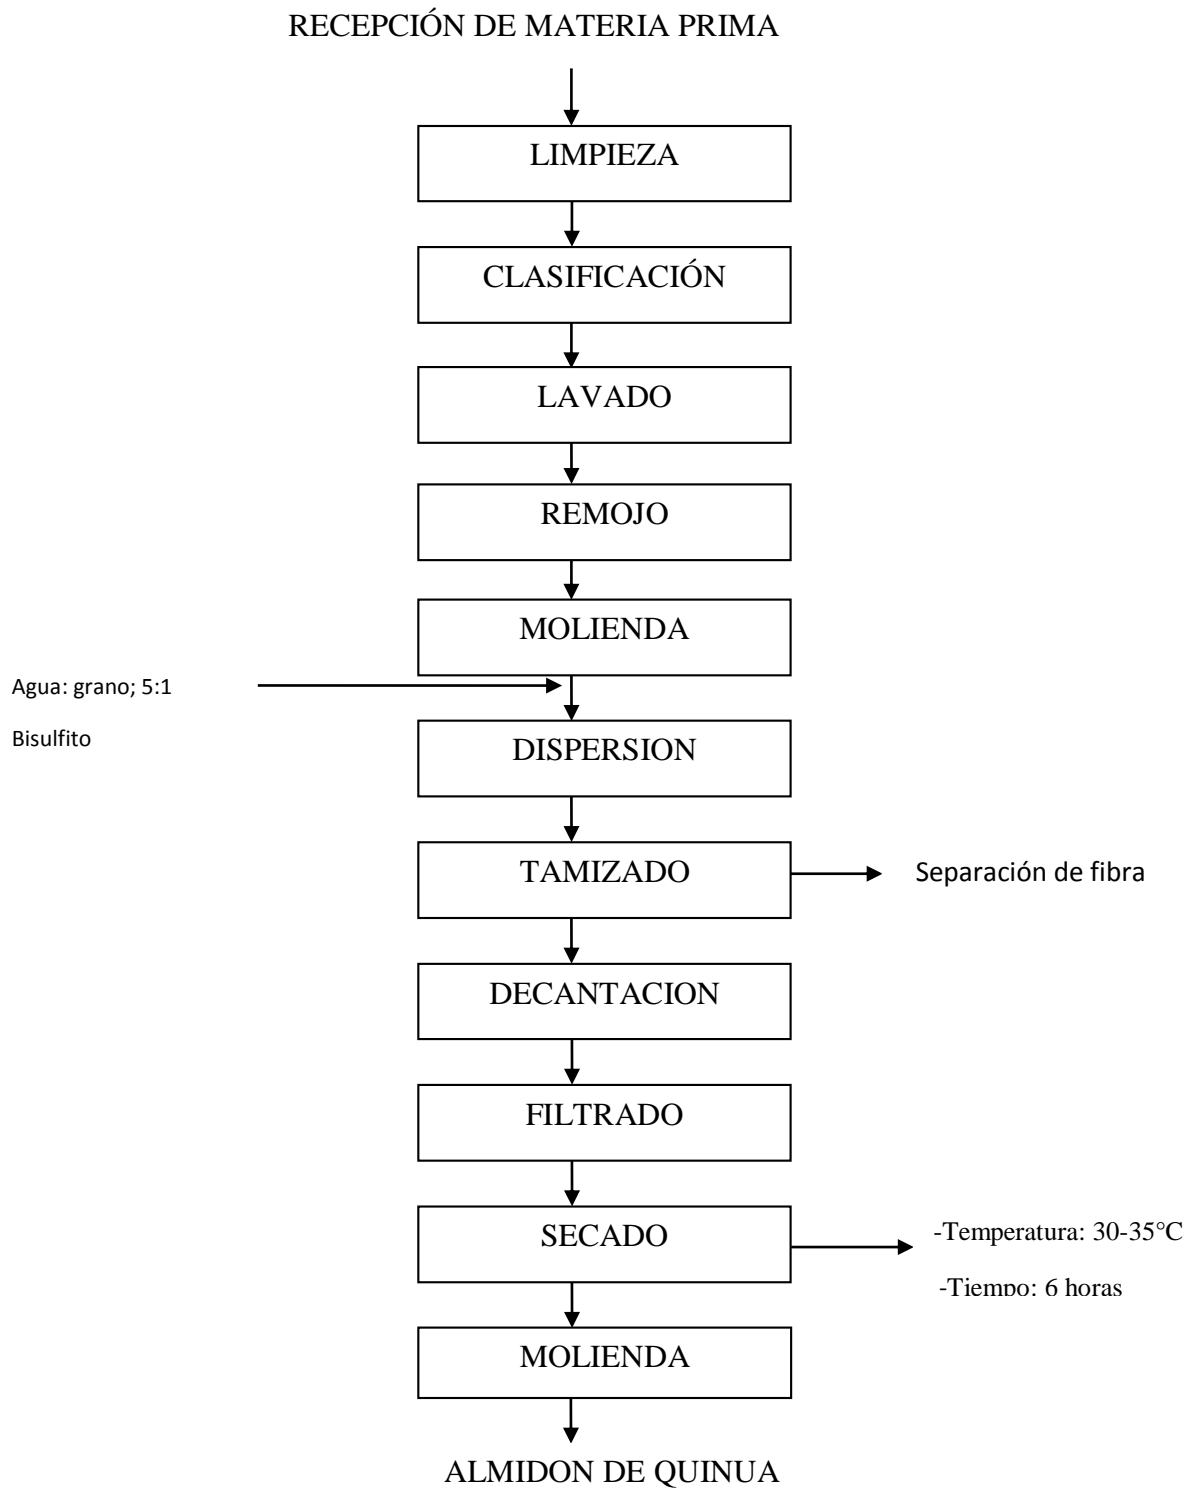 RECEPCIÓN DE MATERIA PRIMA
LIMPIEZA
CLASIFICACIÓN
LAVADO
REMOJO
MOLIENDA
Agua: grano; 5:1
Bisulfito
DISPERSION
TAMIZADO
Separación de fibra
DECANTACION
FILTRADO
SECADO
-Temperatura: 30-35°C
-Tiempo: 6 horas
MOLIENDA
ALMIDON DE QUINUA